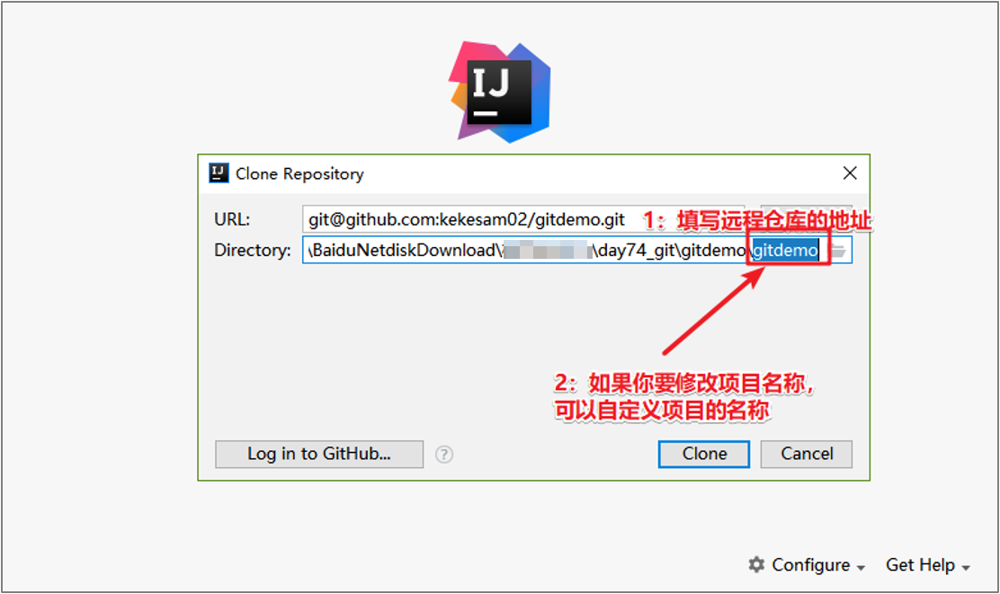 IJ
Clone Repository
URL: git@github.com:kekesam02/gitdemo.git 1：填写远程仓库的地址
Directory: \BaiduNetdiskDownload\ \day74_git\gitdemo\gitdemo
2：如果你要修改项目名称，
可以自定义项目的名称
Log in to GitHub... ? Clone Cancel
Configure Get Help